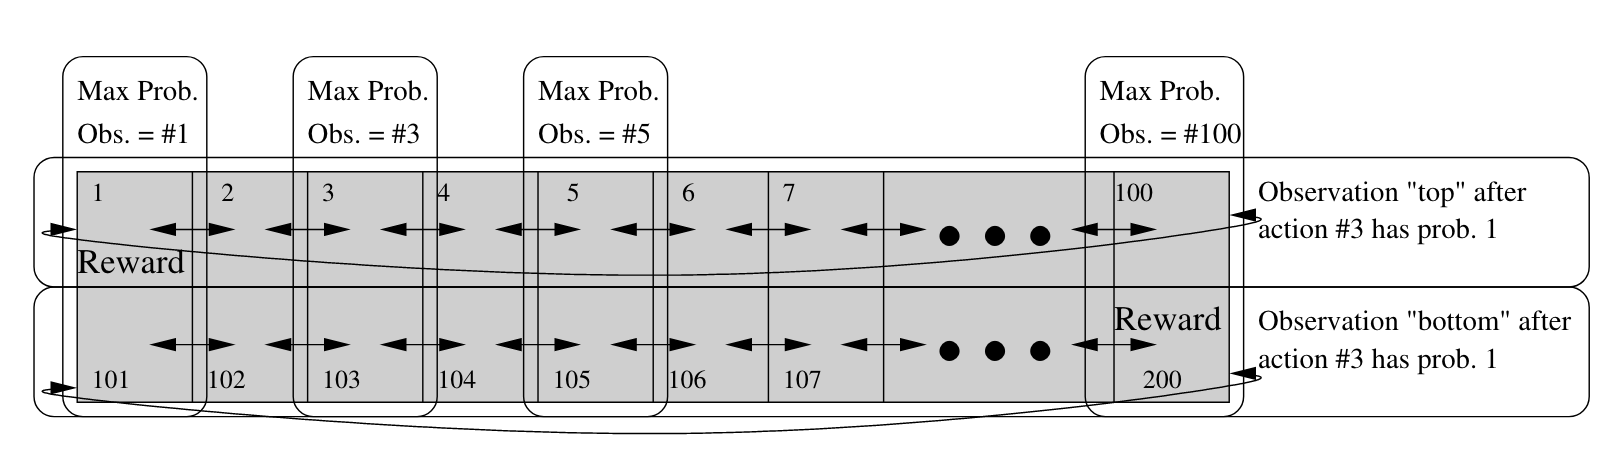 Max Prob.
Obs. = #1
Max Prob.
Obs. = #3
Max Prob.
Obs. = #5
Max Prob.
Obs. = #100
1 2 3 4 5 6 7 100
Observation "top" after
action #3 has prob. 1
Reward
Reward
Observation "bottom" after
action #3 has prob. 1
101 102 103 104 105 106 107 200